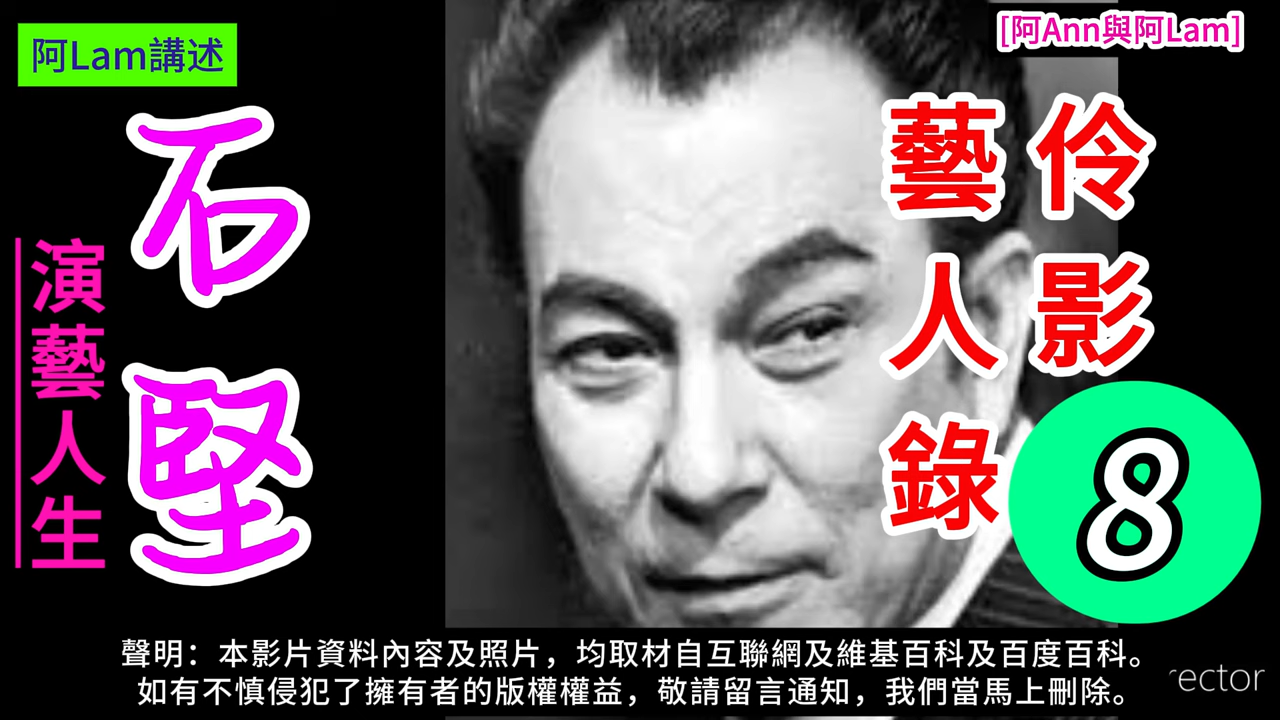 阿Lam講述
[阿Ann與阿Lam]
石堅
演藝人生
伶影
藝人錄
8
聲明：本影片資料內容及照片，均取材自互聯網及維基百科及百度百科。
如有不慎侵犯了擁有者的版權權益，敬請留言通知，我們當馬上刪除。
rector